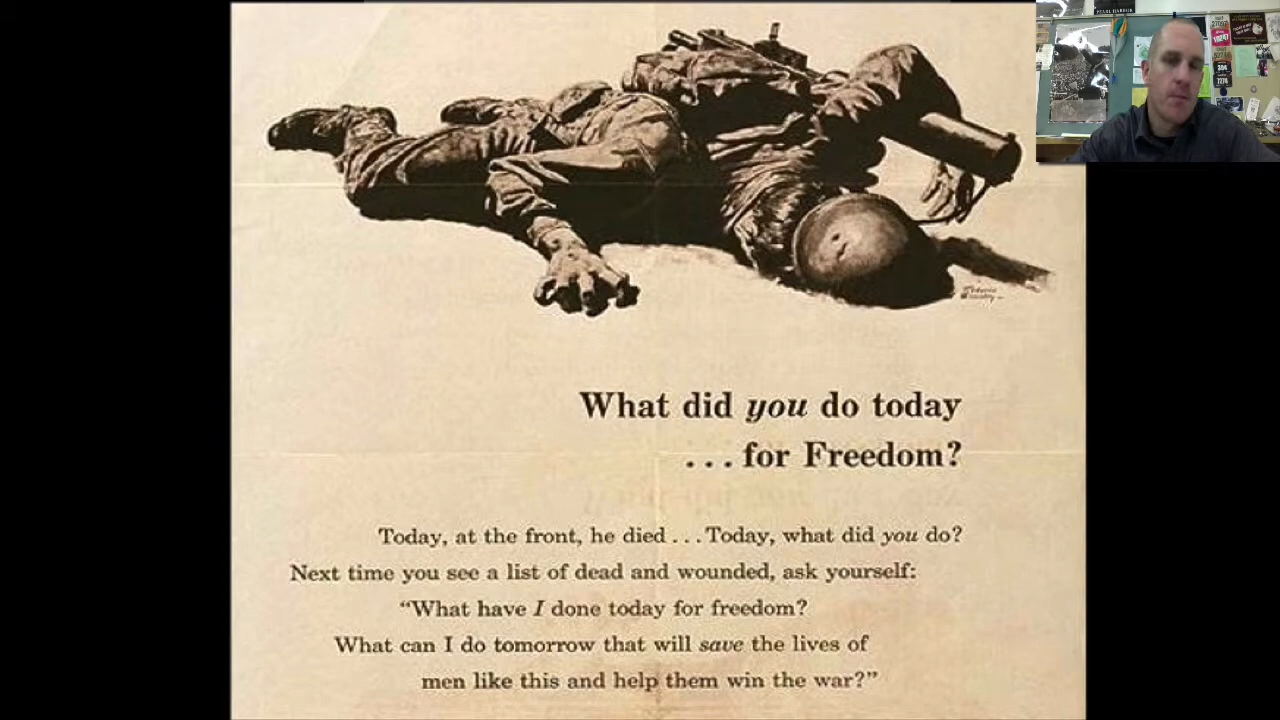 What did you do today
... for Freedom?
Today, at the front, he died ... Today, what did you do?
Next time you see a list of dead and wounded, ask yourself:
"What have I done today for freedom?
What can I do tomorrow that will save the lives of
men like this and help them win the war?"
PEARL HARBOR